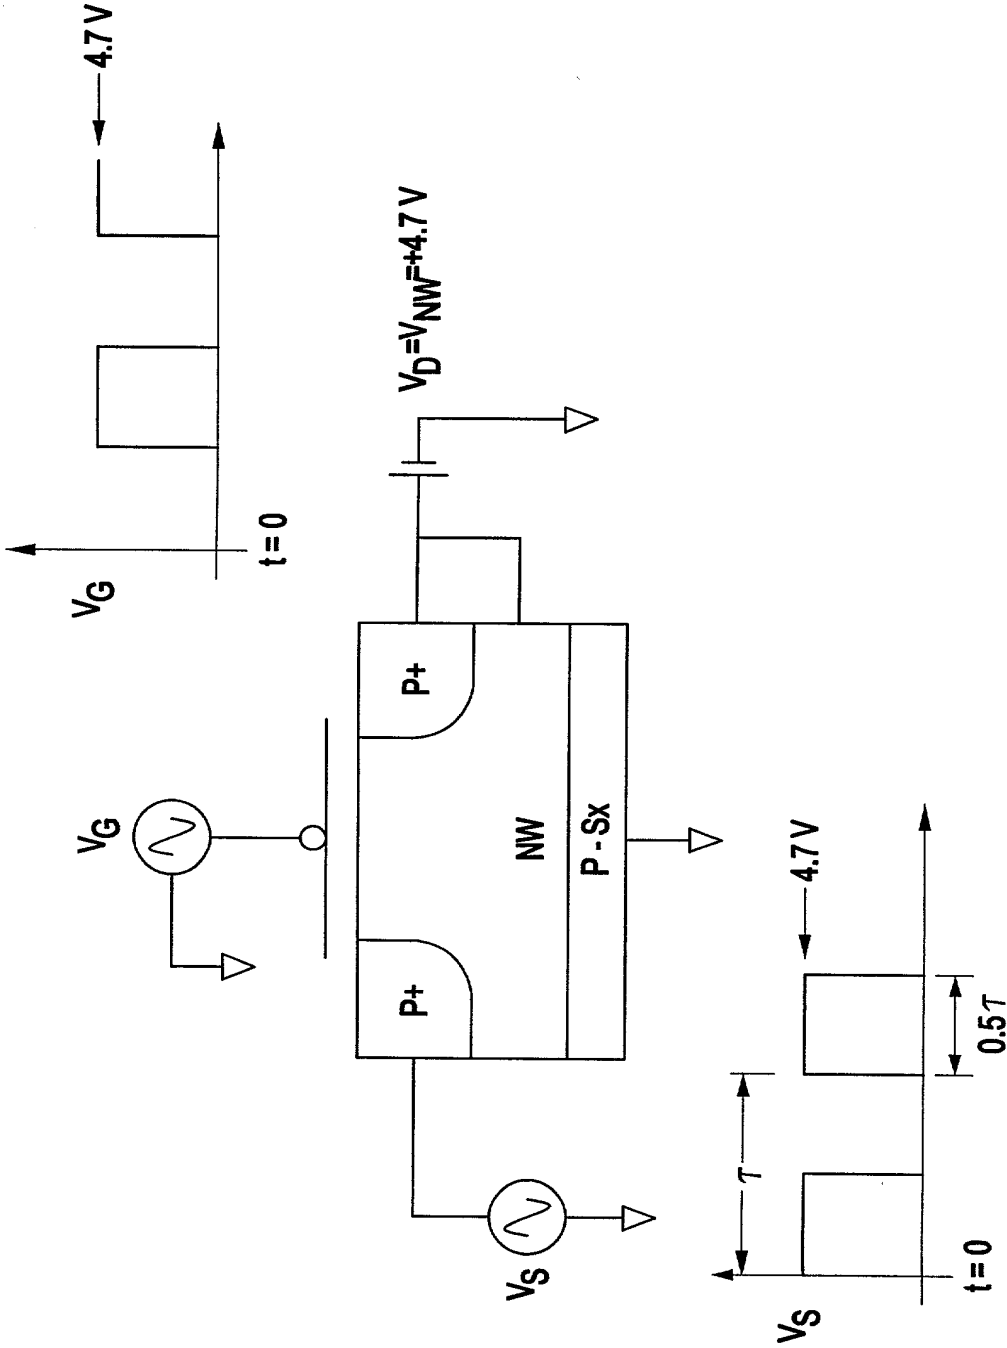 V_G
4.7 V
t = 0
V_G
P+
P+
NW
P - Sx
V_D=V_NW=+4.7 V
V_S
V_S
4.7 V
τ
0.5τ
t = 0